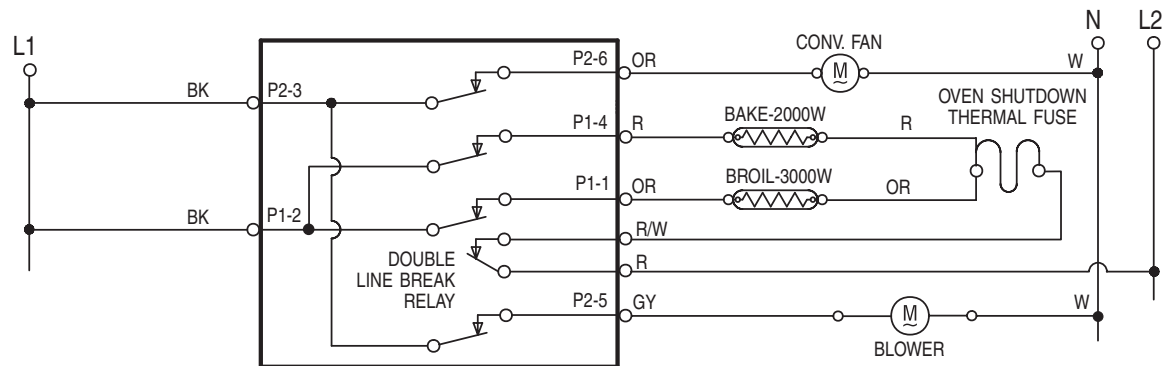 L1
N
L2
BK
P2-3
P2-6
OR
CONV. FAN
M
W
OVEN SHUTDOWN
THERMAL FUSE
P1-4
R
BAKE-2000W
R
P1-1
OR
BROIL-3000W
OR
BK
P1-2
R/W
DOUBLE
LINE BREAK
RELAY
R
P2-5
GY
M
W
BLOWER